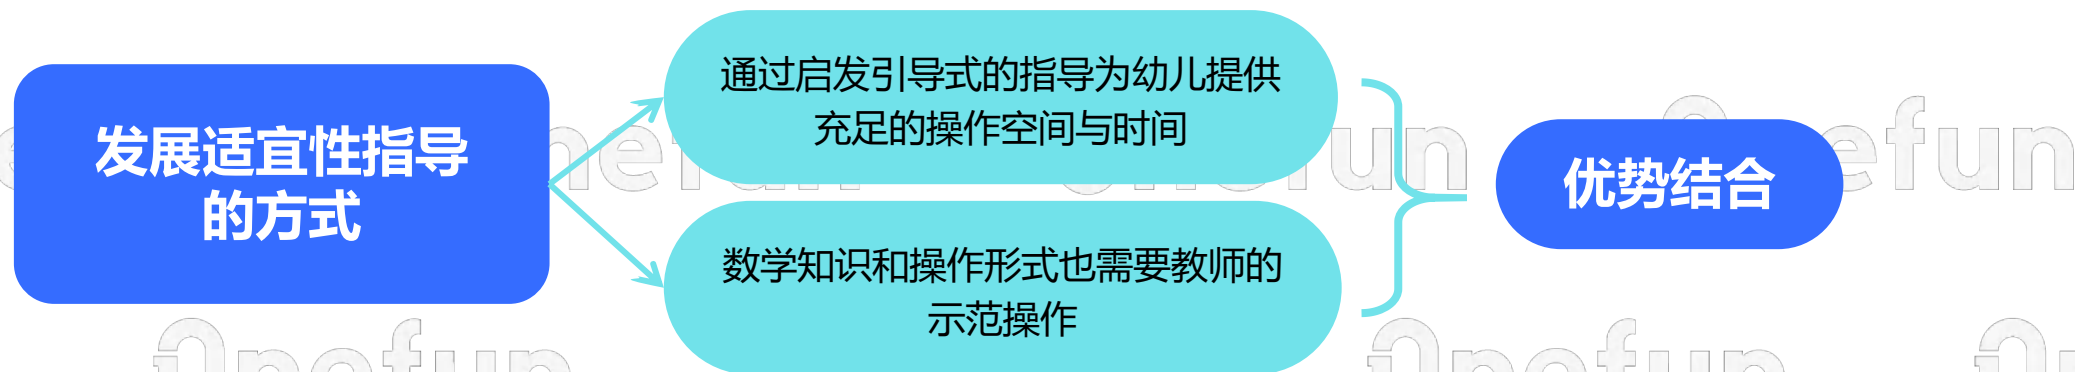 发展适宜性指导
的方式
通过启发引导式的指导为幼儿提供
充足的操作空间与时间
数学知识和操作形式也需要教师的
示范操作
优势结合